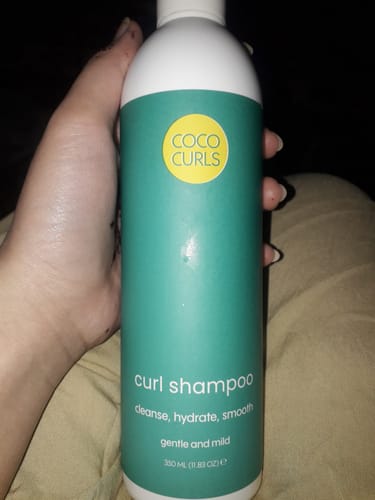 COCO
CURLS
curl shampoo
cleanse, hydrate, smooth
gentle and mild
350 ML (11.83 OZ) ℮